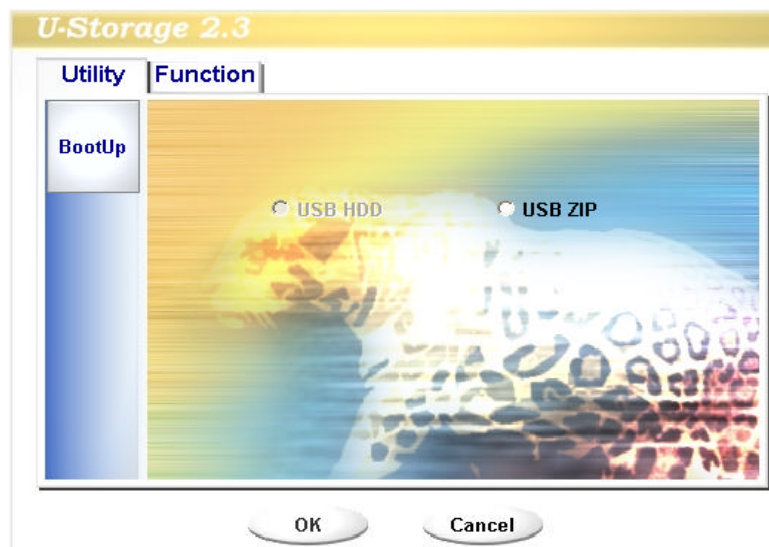 U-Storage 2.3
Utility Function
BootUp
USB HDD USB ZIP
OK Cancel